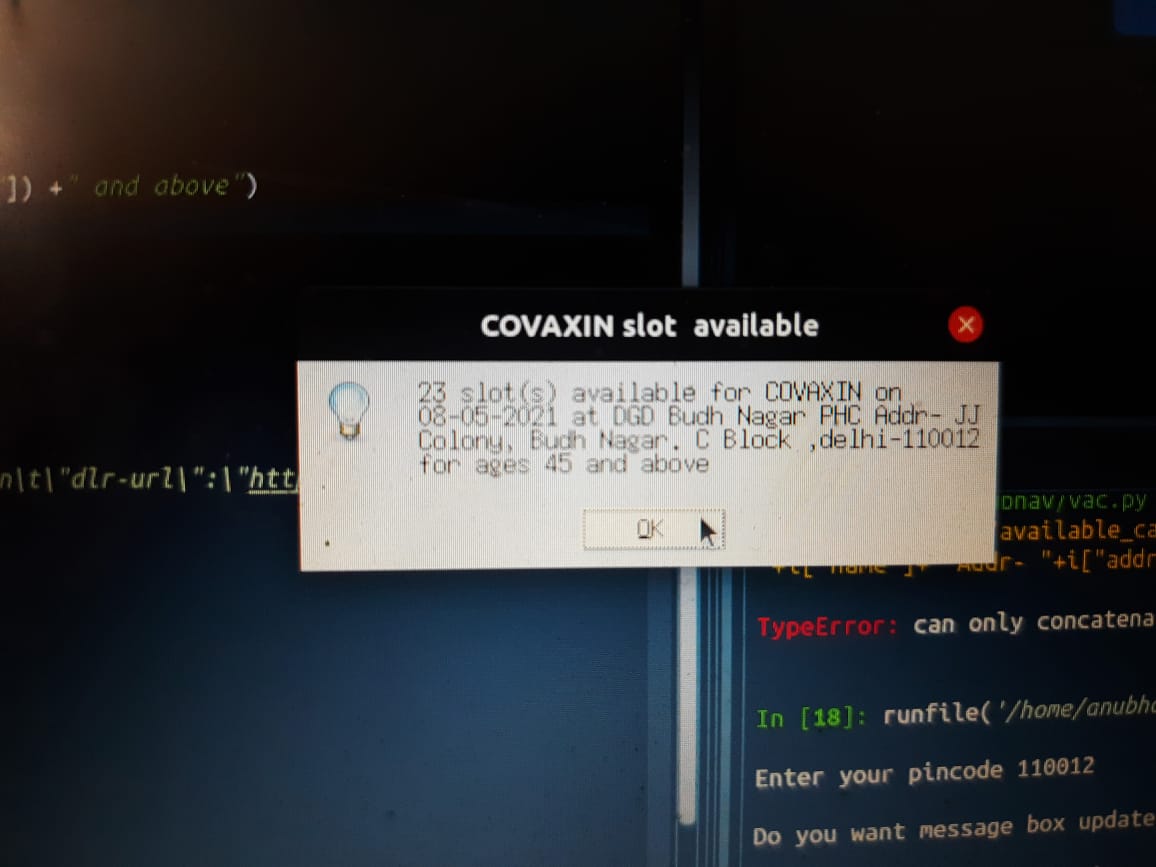 "]) +" and above")
COVAXIN slot available
23 slot(s) available for COVAXIN on
08-05-2021 at DGD Budh Nagar PHC Addr- JJ
Colony, Budh Nagar. C Block ,delhi-110012
for ages 45 and above
OK
n\t\"dlr-url\":\"htt
onav/vac.py
available_ca
+i["name"]+" Addr- "+i["addr
TypeError: can only concatena
In [18]: runfile('/home/anubha
Enter your pincode 110012
Do you want message box update